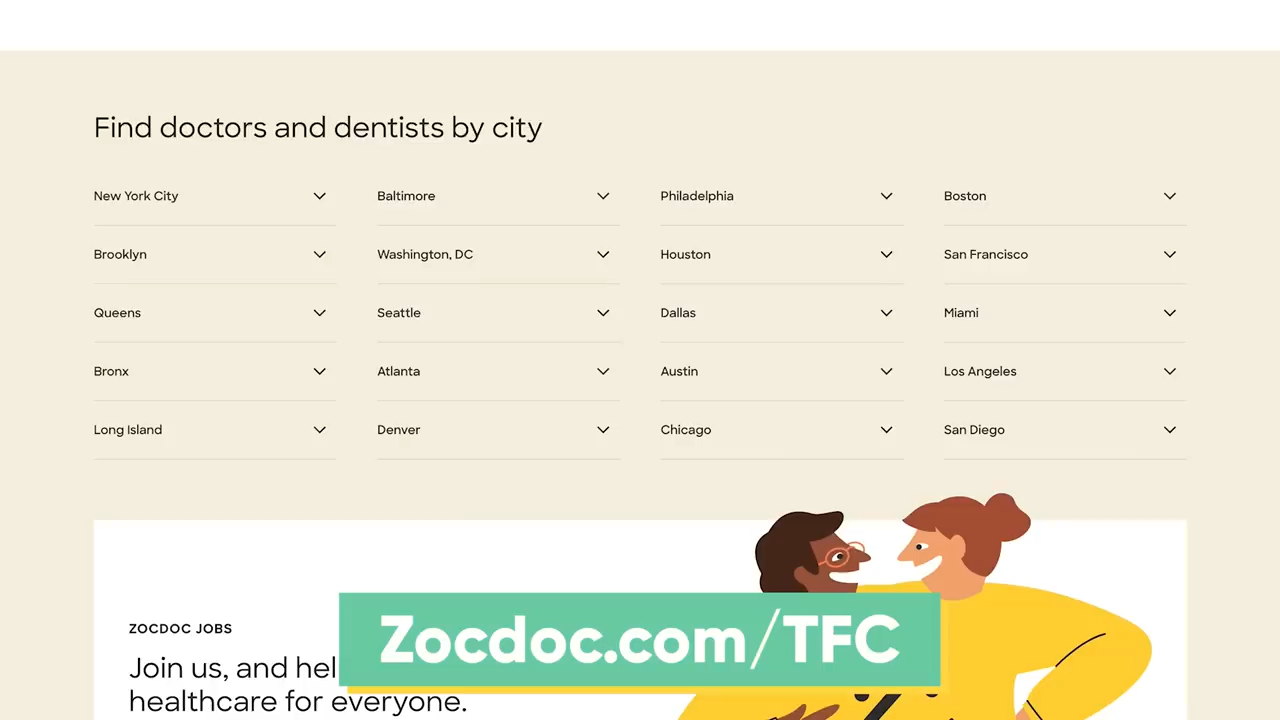 Find doctors and dentists by city
New York City
Baltimore
Philadelphia
Boston
Brooklyn
Washington, DC
Houston
San Francisco
Queens
Seattle
Dallas
Miami
Bronx
Atlanta
Austin
Los Angeles
Long Island
Denver
Chicago
San Diego
ZOCDOC JOBS
Join us, and hel
healthcare for everyone.
Zocdoc.com/TFC